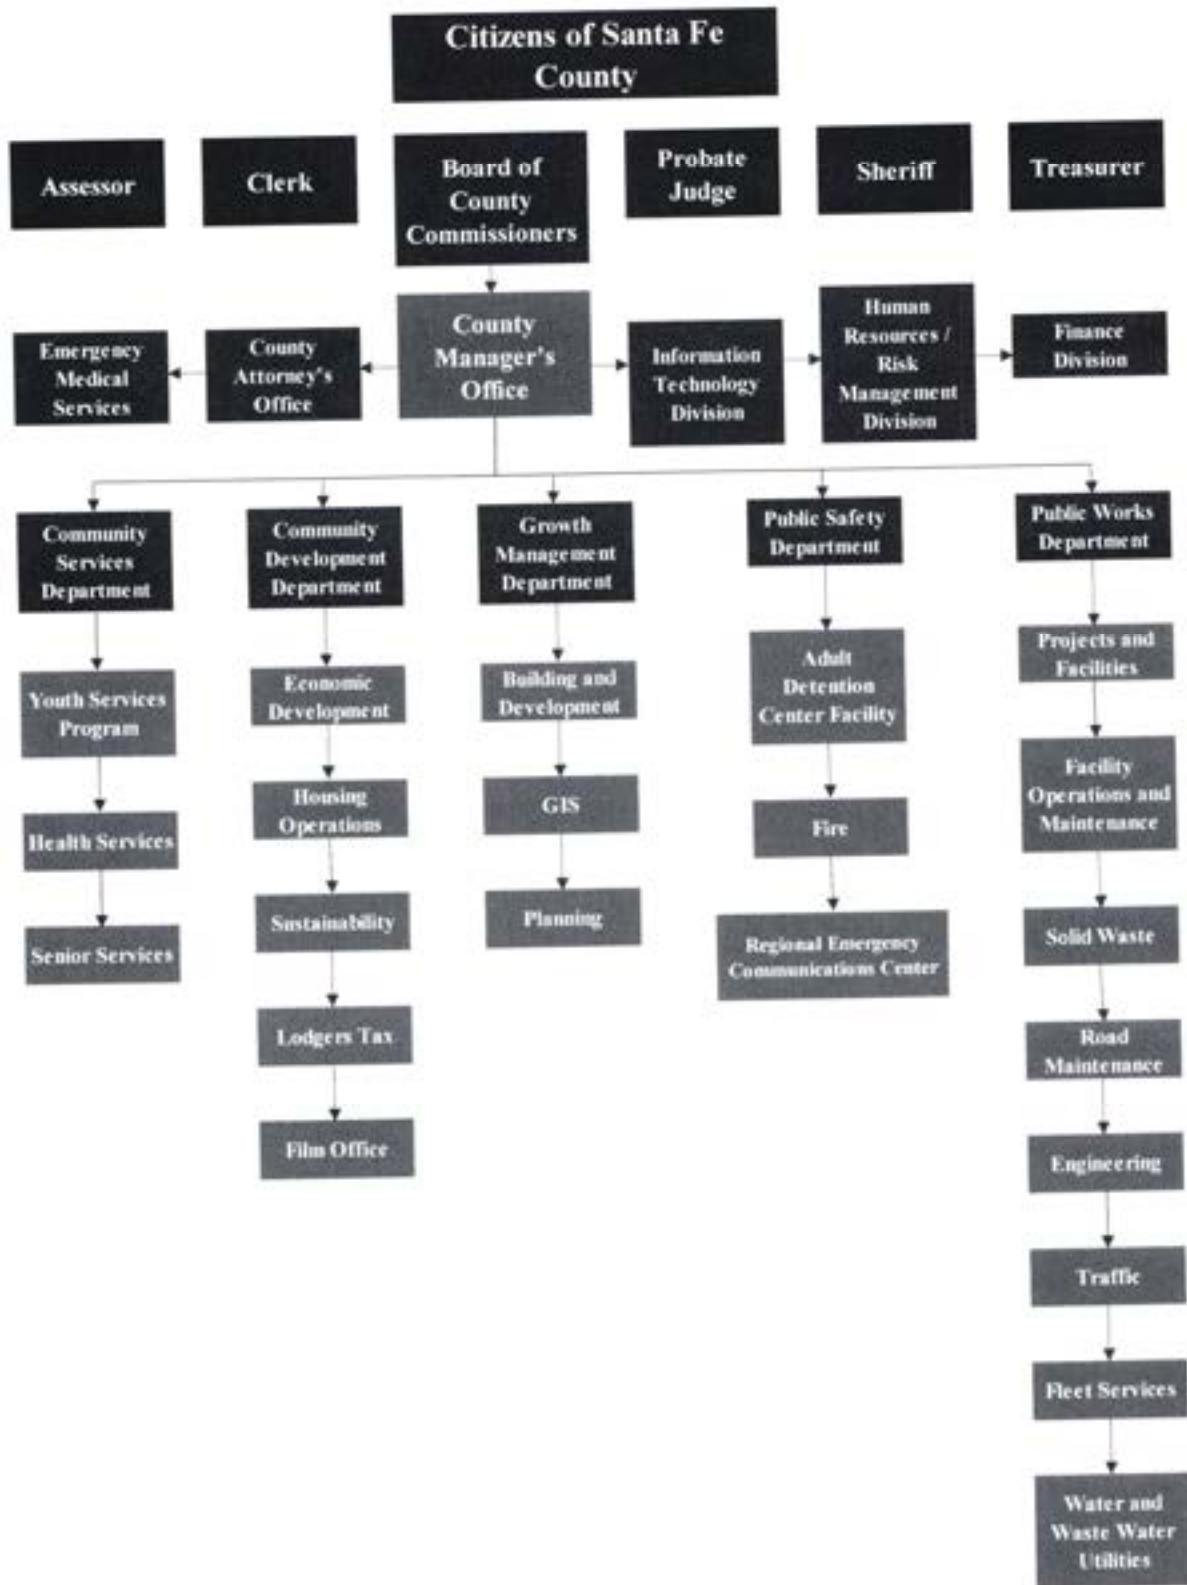 Citizens of Santa Fe
County
Assessor
Clerk
Board of
County
Commissioners
Probate
Judge
Sheriff
Treasurer
Emergency
Medical
Services
County
Attorney's
Office
County
Manager's
Office
Information
Technology
Division
Human
Resources /
Risk
Management
Division
Finance
Division
Community
Services
Department
Community
Development
Department
Growth
Management
Department
Public Safety
Department
Public Works
Department
Youth Services
Program
Health Services
Senior Services
Economic
Development
Housing
Operations
Sustainability
Lodgers Tax
Film Office
Building and
Development
GIS
Planning
Adult
Detention
Center Facility
Fire
Regional Emergency
Communications Center
Projects and
Facilities
Facility
Operations and
Maintenance
Solid Waste
Road
Maintenance
Engineering
Traffic
Fleet Services
Water and
Waste Water
Utilities